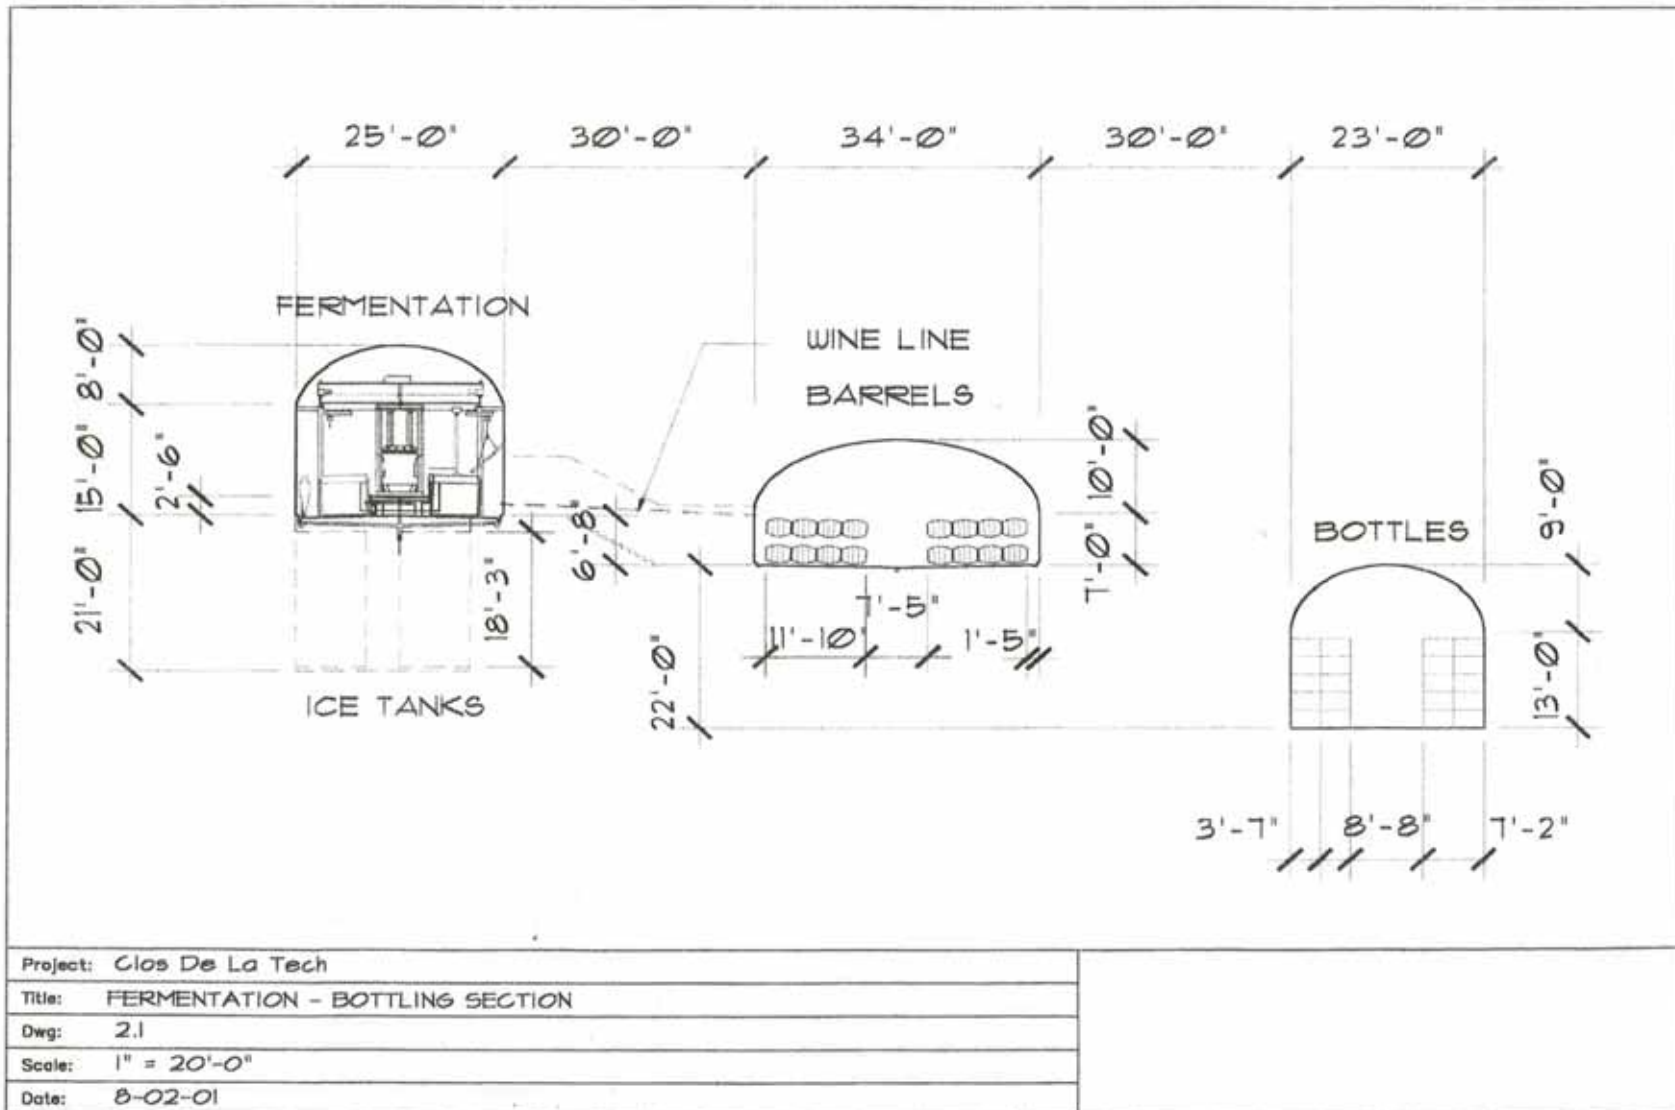 25'-0" 30'-0" 34'-0" 30'-0" 23'-0"
FERMENTATION
8'-0"
15'-0"
2'-6"
21'-0"
18'-3"
ICE TANKS
WINE LINE
BARRELS
6'-8"
22'-0"
10'-0"
7'-0"
7'-5"
11'-10" 1'-5"
BOTTLES
9'-0"
13'-0"
3'-7" 8'-8" 7'-2"
Project: Clos De La Tech
Title: FERMENTATION - BOTTLING SECTION
Dwg: 2.1
Scale: 1" = 20'-0"
Date: 8-02-01